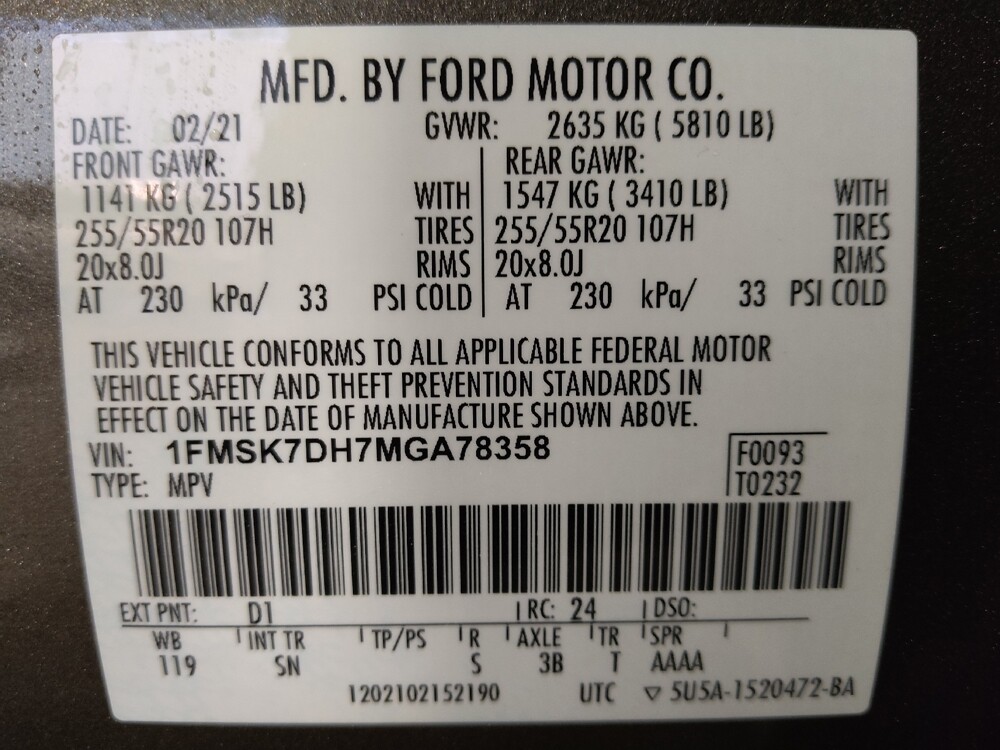 MFD. BY FORD MOTOR CO.
DATE: 02/21 GVWR: 2635 KG ( 5810 LB)
FRONT GAWR: REAR GAWR:
1141 KG ( 2515 LB) WITH 1547 KG ( 3410 LB) WITH
255/55R20 107H TIRES 255/55R20 107H TIRES
20x8.0J RIMS 20x8.0J RIMS
AT 230 kPa/ 33 PSI COLD AT 230 kPa/ 33 PSI COLD
THIS VEHICLE CONFORMS TO ALL APPLICABLE FEDERAL MOTOR
VEHICLE SAFETY AND THEFT PREVENTION STANDARDS IN
EFFECT ON THE DATE OF MANUFACTURE SHOWN ABOVE.
VIN: 1FMSK7DH7MGA78358 F0093
TYPE: MPV T0232
EXT PNT: D1 RC: 24 DSO:
WB INT TR TP/PS R AXLE TR SPR
119 SN S 3B T AAAA
1202102152190 UTC ▽ 5U5A-1520472-BA